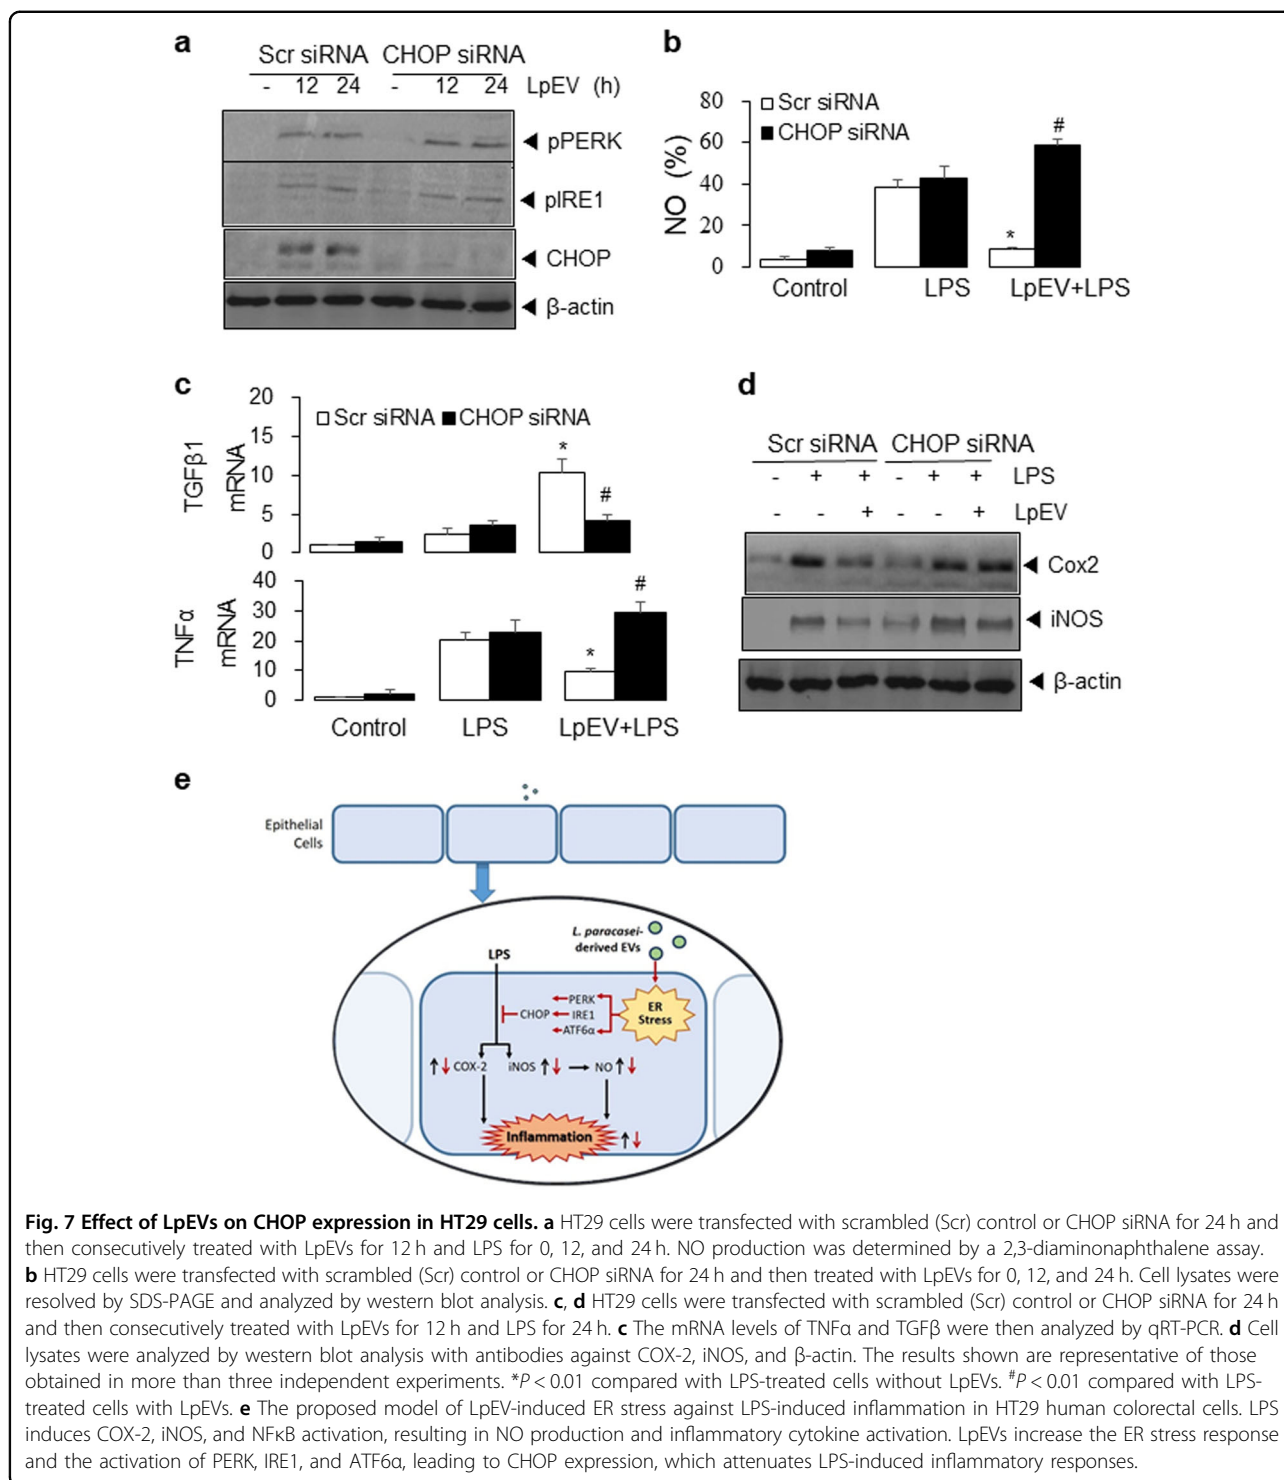 a
Scr siRNA CHOP siRNA
- 12 24 - 12 24 LpEV (h)
pPERK
pIRE1
CHOP
β-actin
b
NO (%)
80
60
40
20
0
Scr siRNA
CHOP siRNA
*
#
Control LPS LpEV+LPS
c
TGFβ1
mRNA
20
15
10
5
0
Scr siRNA CHOP siRNA
*
#
TNFα
mRNA
40
30
20
10
0
*
#
Control LPS LpEV+LPS
d
Scr siRNA CHOP siRNA
- + + - + + LPS
- - + - - + LpEV
Cox2
iNOS
β-actin
e
Epithelial
Cells
L. paracasei-
derived EVs
LPS
PERK
CHOP IRE1
ATF6α
ER
Stress
COX-2 iNOS NO
Inflammation
Fig. 7 Effect of LpEVs on CHOP expression in HT29 cells. a HT29 cells were transfected with scrambled (Scr) control or CHOP siRNA for 24 h and
then consecutively treated with LpEVs for 12 h and LPS for 0, 12, and 24 h. NO production was determined by a 2,3-diaminonaphthalene assay.
b HT29 cells were transfected with scrambled (Scr) control or CHOP siRNA for 24 h and then treated with LpEVs for 0, 12, and 24 h. Cell lysates were
resolved by SDS-PAGE and analyzed by western blot analysis. c, d HT29 cells were transfected with scrambled (Scr) control or CHOP siRNA for 24 h
and then consecutively treated with LpEVs for 12 h and LPS for 24 h. c The mRNA levels of TNFα and TGFβ were then analyzed by qRT-PCR. d Cell
lysates were analyzed by western blot analysis with antibodies against COX-2, iNOS, and β-actin. The results shown are representative of those
obtained in more than three independent experiments. *P < 0.01 compared with LPS-treated cells without LpEVs. #P < 0.01 compared with LPS-
treated cells with LpEVs. e The proposed model of LpEV-induced ER stress against LPS-induced inflammation in HT29 human colorectal cells. LPS
induces COX-2, iNOS, and NFκB activation, resulting in NO production and inflammatory cytokine activation. LpEVs increase the ER stress response
and the activation of PERK, IRE1, and ATF6α, leading to CHOP expression, which attenuates LPS-induced inflammatory responses.